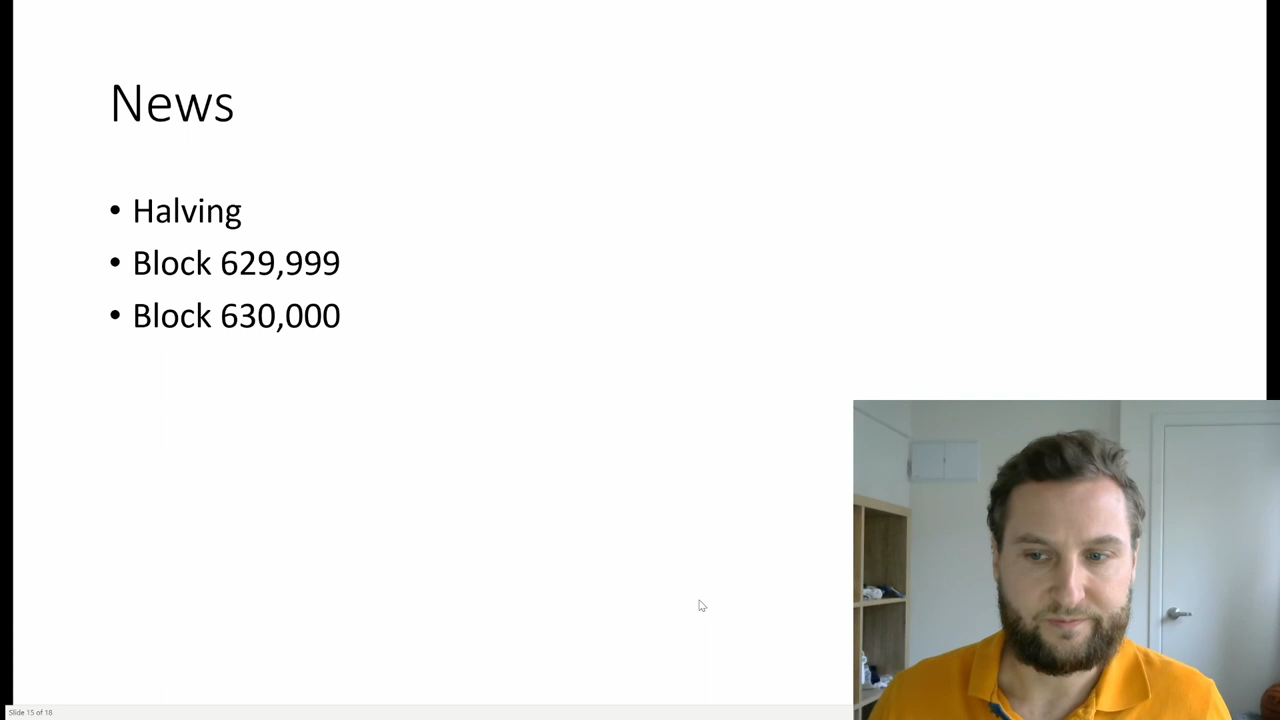 News
• Halving
• Block 629,999
• Block 630,000
Slide 15 of 18